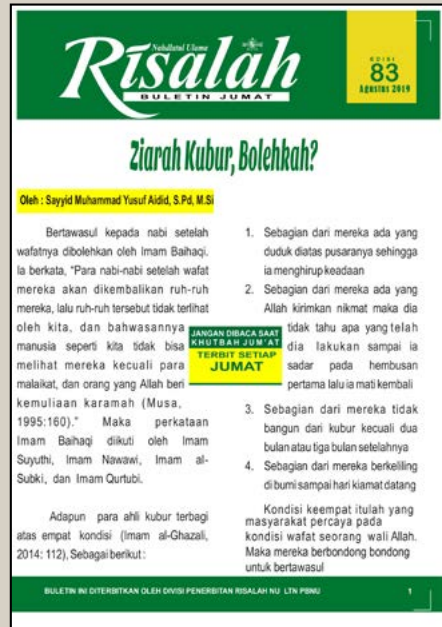 Nahdlatul Ulama
Risalah
BULETIN JUMAT
EDISI
83
Agustus 2019
Ziarah Kubur, Bolehkah?
Oleh : Sayyid Muhammad Yusuf Aidid, S.Pd, M.Si
Bertawasul kepada nabi setelah
wafatnya dibolehkan oleh Imam Baihaqi.
Ia berkata, “Para nabi-nabi setelah wafat
mereka akan dikembalikan ruh-ruh
mereka, lalu ruh-ruh tersebut tidak terlihat
oleh kita, dan bahwasannya
manusia seperti kita tidak bisa
melihat mereka kecuali para
malaikat, dan orang yang Allah beri
kemuliaan karamah (Musa,
1995:160).” Maka perkataan
Imam Baihaqi diikuti oleh Imam
Suyuthi, Imam Nawawi, Imam al-
Subki, dan Imam Qurtubi.
Adapun para ahli kubur terbagi
atas empat kondisi (Imam al-Ghazali,
2014: 112), Sebagai berikut :
JANGAN DIBACA SAAT
KHUTBAH JUM'AT
TERBIT SETIAP
JUMAT
1. Sebagian dari mereka ada yang
duduk diatas pusaranya sehingga
ia menghirup keadaan
2. Sebagian dari mereka ada yang
Allah kirimkan nikmat maka dia
tidak tahu apa yang telah
dia lakukan sampai ia
sadar pada hembusan
pertama lalu ia mati kembali
3. Sebagian dari mereka tidak
bangun dari kubur kecuali dua
bulan atau tiga bulan setelahnya
4. Sebagian dari mereka berkeliling
di bumi sampai hari kiamat datang
Kondisi keempat itulah yang
masyarakat percaya pada
kondisi wafat seorang wali Allah.
Maka mereka berbondong bondong
untuk bertawasul
BULETIN INI DITERBITKAN OLEH DIVISI PENERBITAN RISALAH NU LTN PBNU
1